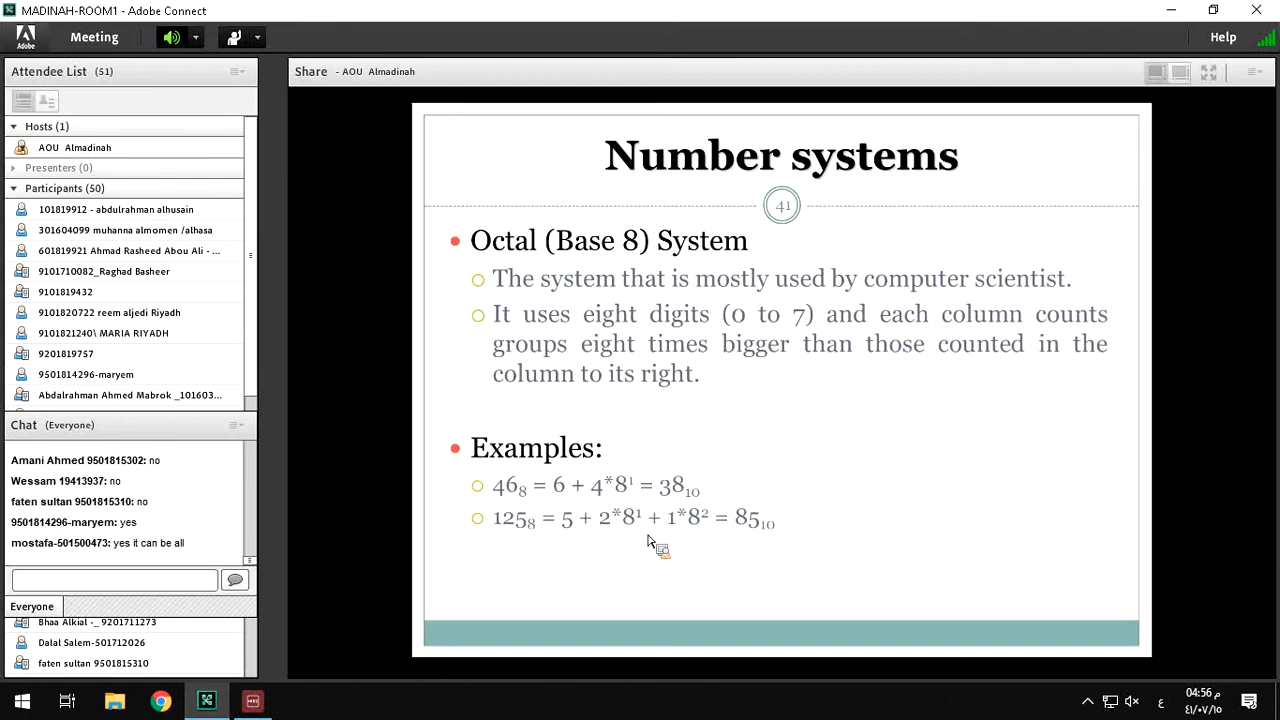 MADINAH-ROOM1 - Adobe Connect
Adobe
Meeting
Help
Attendee List (51)
Hosts (1)
AOU Almadinah
Presenters (0)
Participants (50)
101819912 - abdulrahman alhusain
301604099 muhanna almomen /alhasa
601819921 Ahmad Rasheed Abou Ali - ...
9101710082_Raghad Basheer
9101819432
9101820722 reem aljedi Riyadh
9101821240\ MARIA RIYADH
9201819757
9501814296-maryem
Abdalrahman Ahmed Mabrok _101603...
Chat (Everyone)
Amani Ahmed 9501815302: no
Wessam 19413937: no
faten sultan 9501815310: no
9501814296-maryem: yes
mostafa-501500473: yes it can be all
Everyone
Bhaa Alkial -_ 9201711273
Dalal Salem-501712026
faten sultan 9501815310
Share - AOU Almadinah
Number systems
41
Octal (Base 8) System
The system that is mostly used by computer scientist.
It uses eight digits (0 to 7) and each column counts
groups eight times bigger than those counted in the
column to its right.
Examples:
46₈ = 6 + 4*8¹ = 38₁₀
125₈ = 5 + 2*8¹ + 1*8² = 85₁₀
ع
04:56 م
٤١/٠٧/١٥